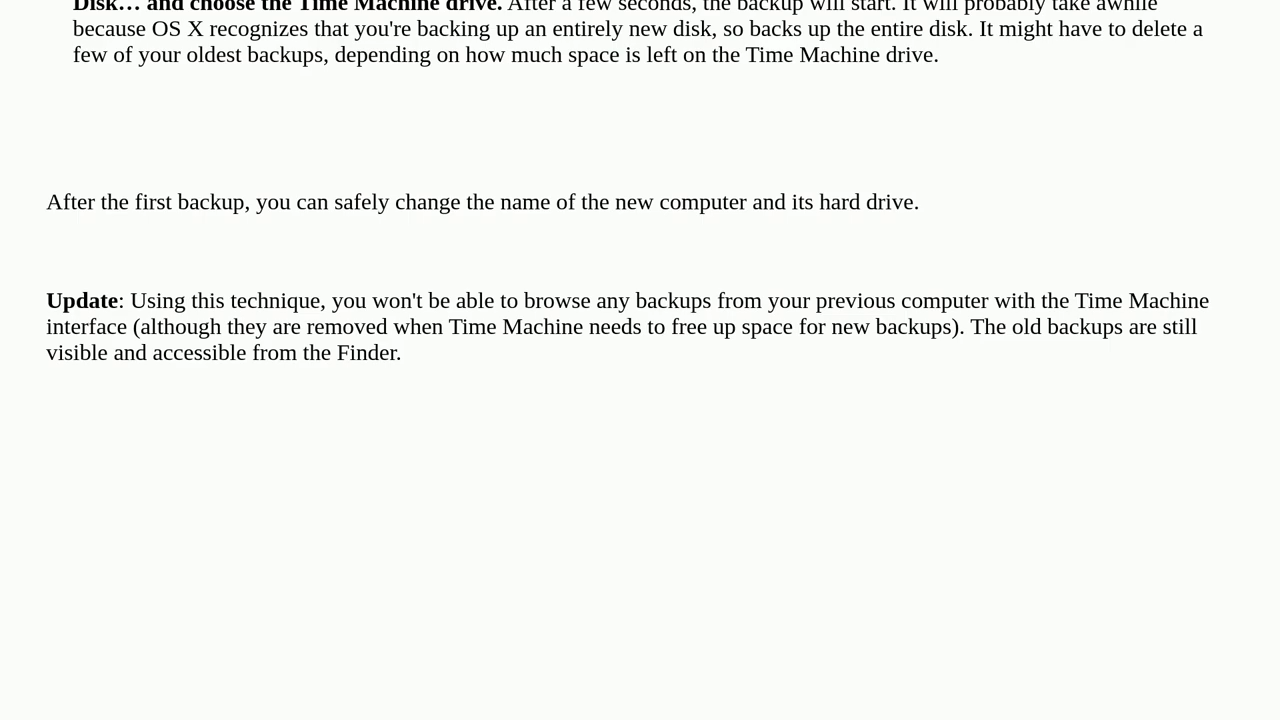 Disk… and choose the Time Machine drive. After a few seconds, the backup will start. It will probably take awhile
because OS X recognizes that you're backing up an entirely new disk, so backs up the entire disk. It might have to delete a
few of your oldest backups, depending on how much space is left on the Time Machine drive.
After the first backup, you can safely change the name of the new computer and its hard drive.
Update: Using this technique, you won't be able to browse any backups from your previous computer with the Time Machine
interface (although they are removed when Time Machine needs to free up space for new backups). The old backups are still
visible and accessible from the Finder.